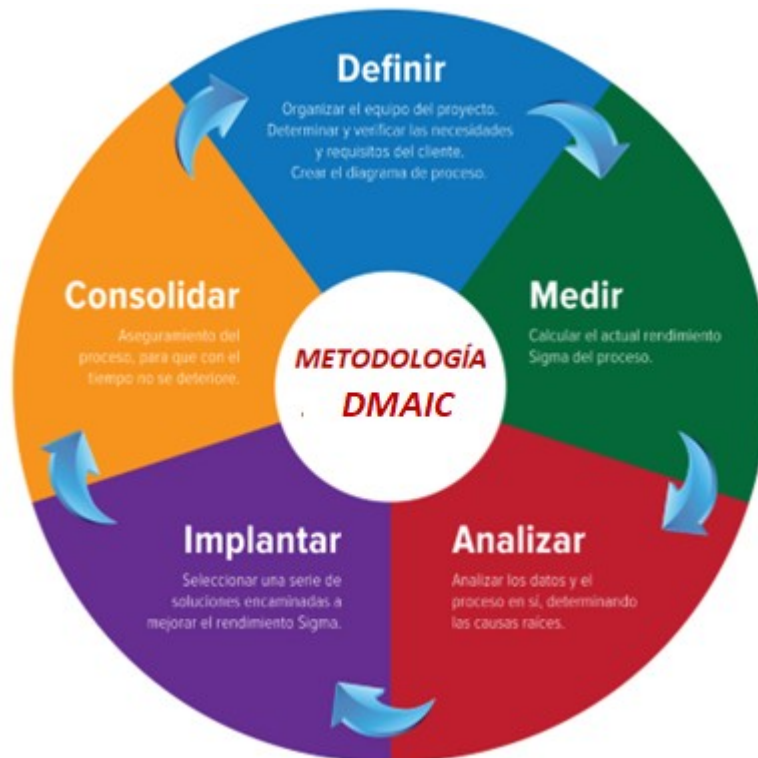 Definir
Organizar el equipo del proyecto.
Determinar y verificar las necesidades
y requisitos del cliente.
Crear el diagrama de proceso.
Medir
Calcular el actual rendimiento
Sigma del proceso.
Analizar
Analizar los datos y el
proceso en sí, determinando
las causas raíces.
Implantar
Seleccionar una serie de
soluciones encaminadas a
mejorar el rendimiento Sigma.
Consolidar
Aseguramiento del
proceso, para que con el
tiempo no se deteriore.
METODOLOGÍA
. DMAIC